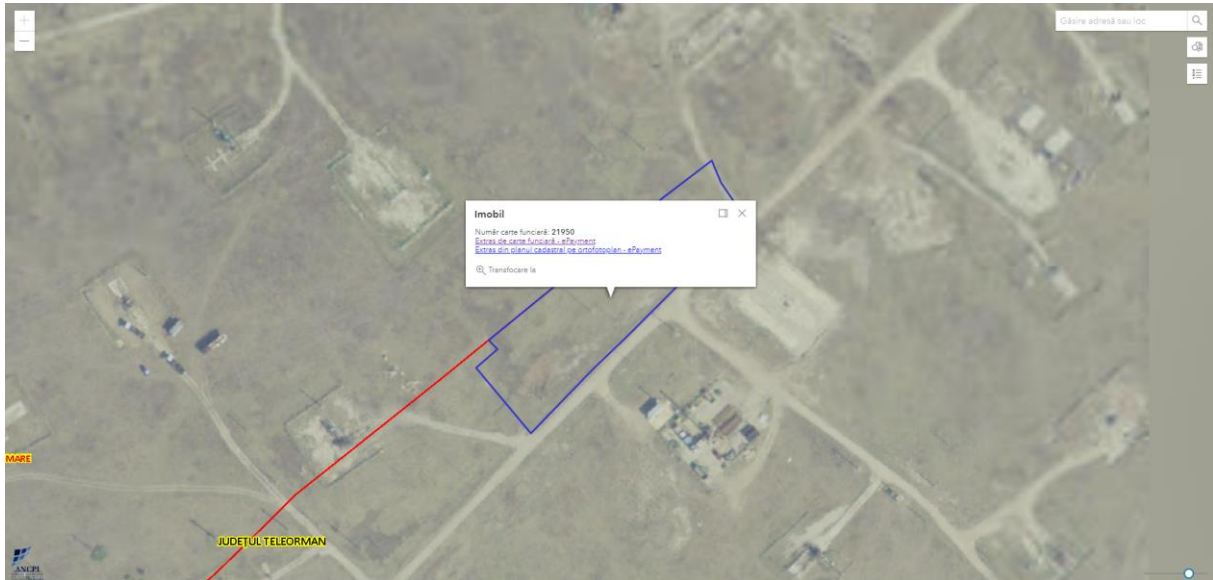 +
Găsire adresă sau loc
−
Imobil
Număr carte funciară: 21950
Extras de carte funciară - ePayment
Extras din planul cadastral pe ortofotoplan - ePayment
Transfocare la
MARE
JUDEȚUL TELEORMAN
ANCPI